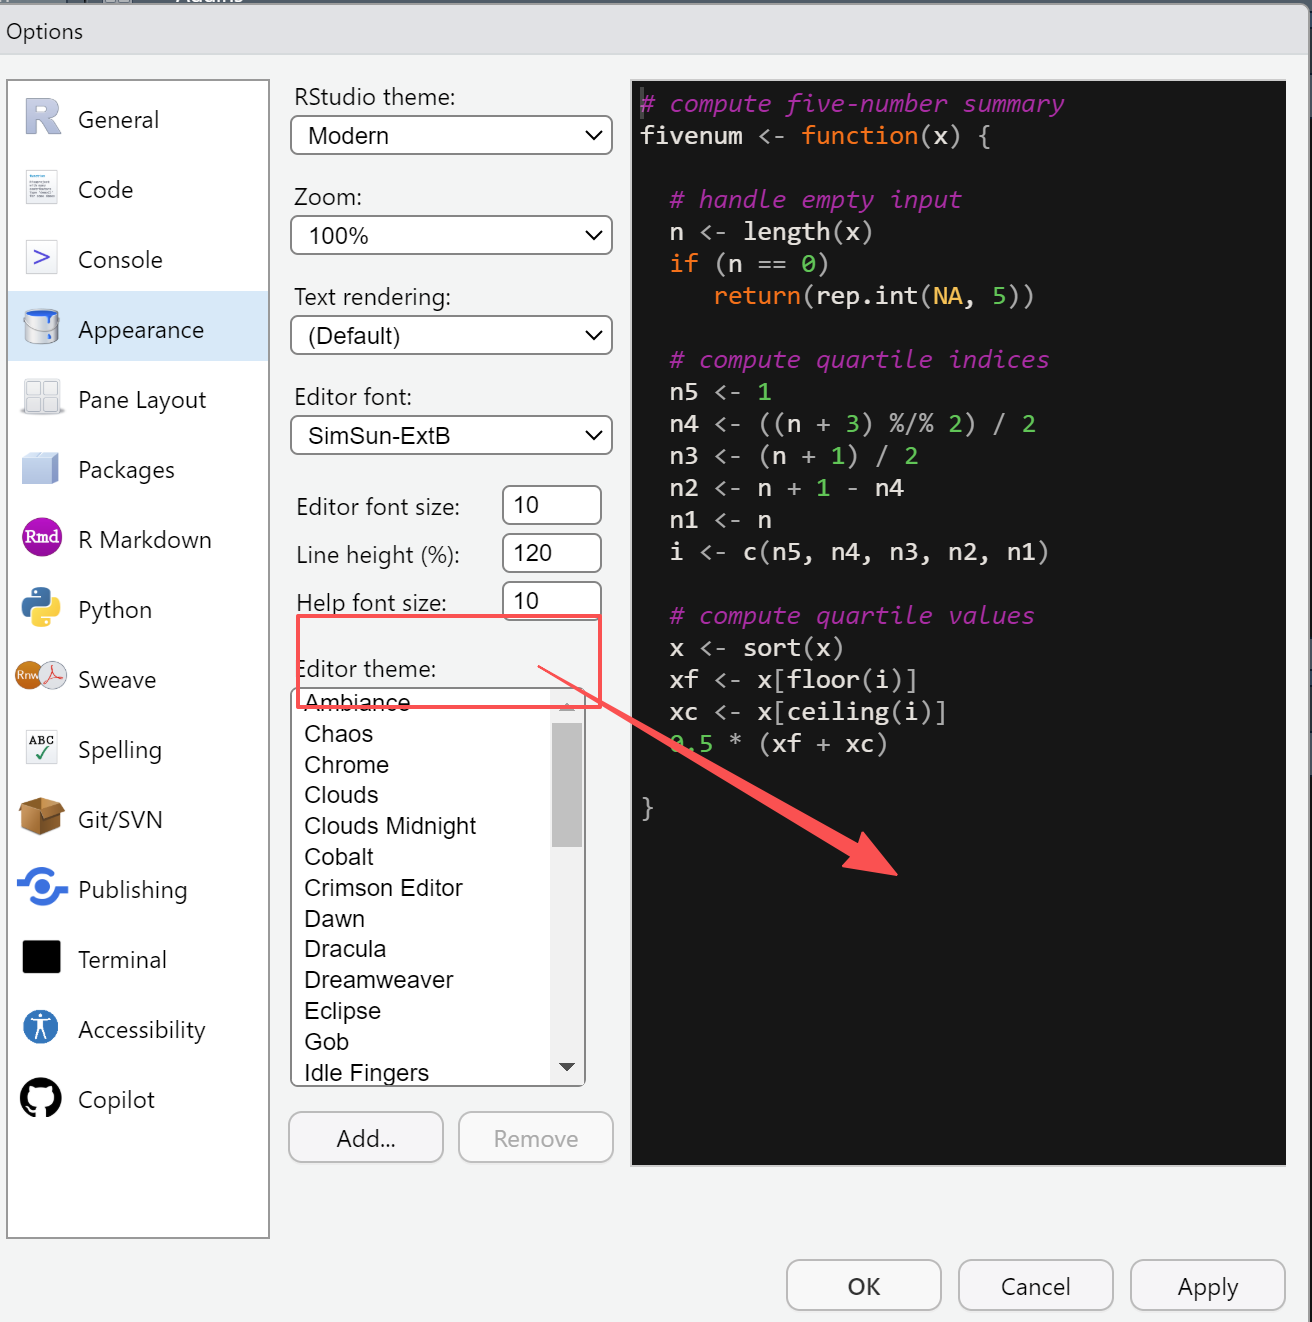 Options
General
Code
Console
Appearance
Pane Layout
Packages
Rmd
R Markdown
Python
Rnw
Sweave
ABC
Spelling
Git/SVN
Publishing
Terminal
Accessibility
Copilot
RStudio theme:
Modern
Zoom:
100%
Text rendering:
(Default)
Editor font:
SimSun-ExtB
Editor font size:
10
Line height (%):
120
Help font size:
10
Editor theme:
Ambiance
Chaos
Chrome
Clouds
Clouds Midnight
Cobalt
Crimson Editor
Dawn
Dracula
Dreamweaver
Eclipse
Gob
Idle Fingers
Add...
Remove
# compute five-number summary
fivenum <- function(x) {
# handle empty input
n <- length(x)
if (n == 0)
return(rep.int(NA, 5))
# compute quartile indices
n5 <- 1
n4 <- ((n + 3) %/% 2) / 2
n3 <- (n + 1) / 2
n2 <- n + 1 - n4
n1 <- n
i <- c(n5, n4, n3, n2, n1)
# compute quartile values
x <- sort(x)
xf <- x[floor(i)]
xc <- x[ceiling(i)]
0.5 * (xf + xc)
}
OK
Cancel
Apply